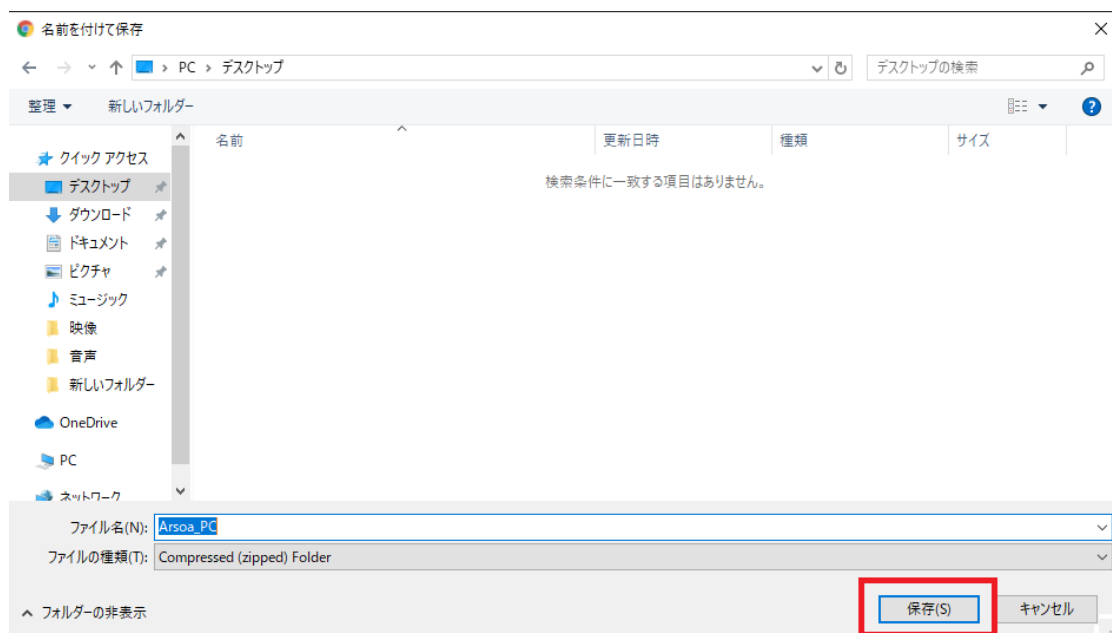 名前を付けて保存
PC › デスクトップ
デスクトップの検索
整理 ▼ 新しいフォルダー
名前 更新日時 種類 サイズ
検索条件に一致する項目はありません。
クイック アクセス
デスクトップ
ダウンロード
ドキュメント
ピクチャ
ミュージック
映像
音声
新しいフォルダー
OneDrive
PC
ネットワーク
ファイル名(N): Arsoa_PC
ファイルの種類(T): Compressed (zipped) Folder
フォルダーの非表示
保存(S) キャンセル